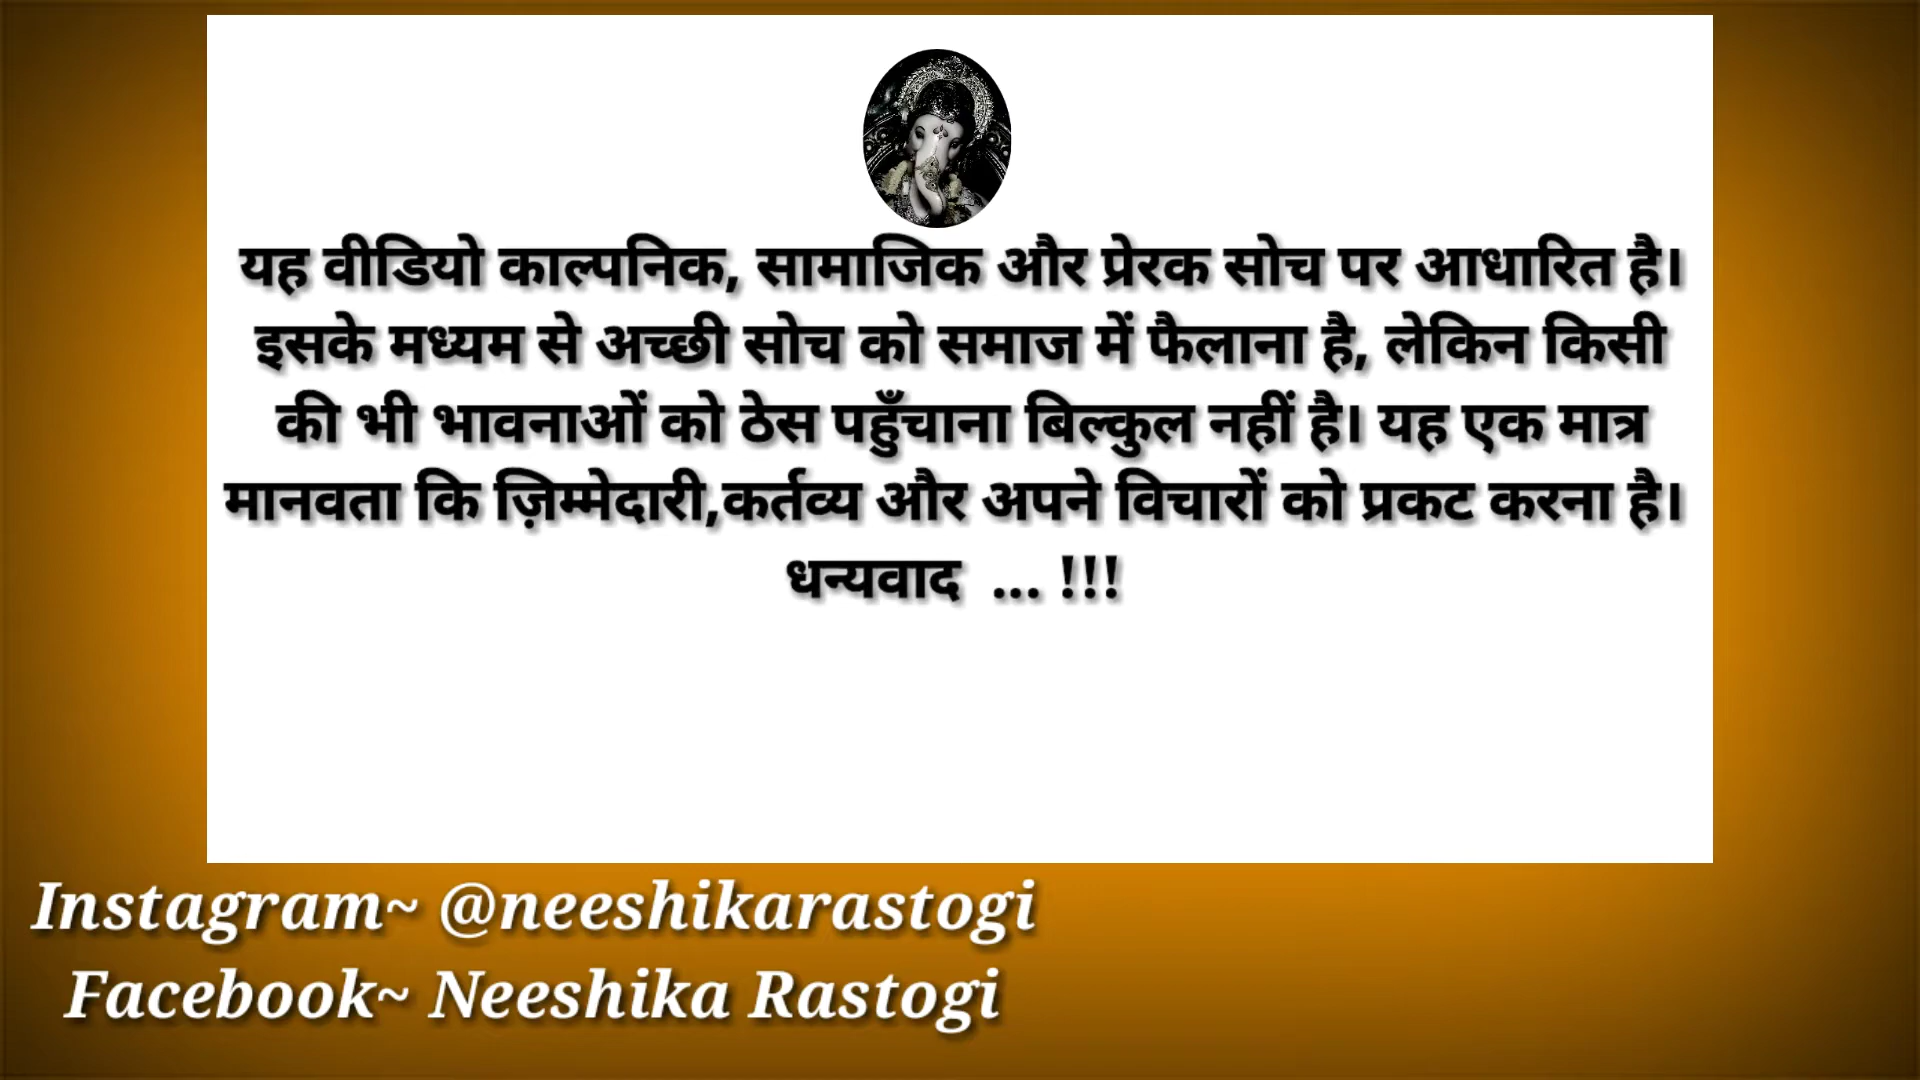 यह वीडियो काल्पनिक, सामाजिक और प्रेरक सोच पर आधारित है।
इसके मध्यम से अच्छी सोच को समाज में फैलाना है, लेकिन किसी
की भी भावनाओं को ठेस पहुँचाना बिल्कुल नहीं है। यह एक मात्र
मानवता कि ज़िम्मेदारी,कर्तव्य और अपने विचारों को प्रकट करना है।
धन्यवाद ... !!!
Instagram~ @neeshikarastogi
Facebook~ Neeshika Rastogi